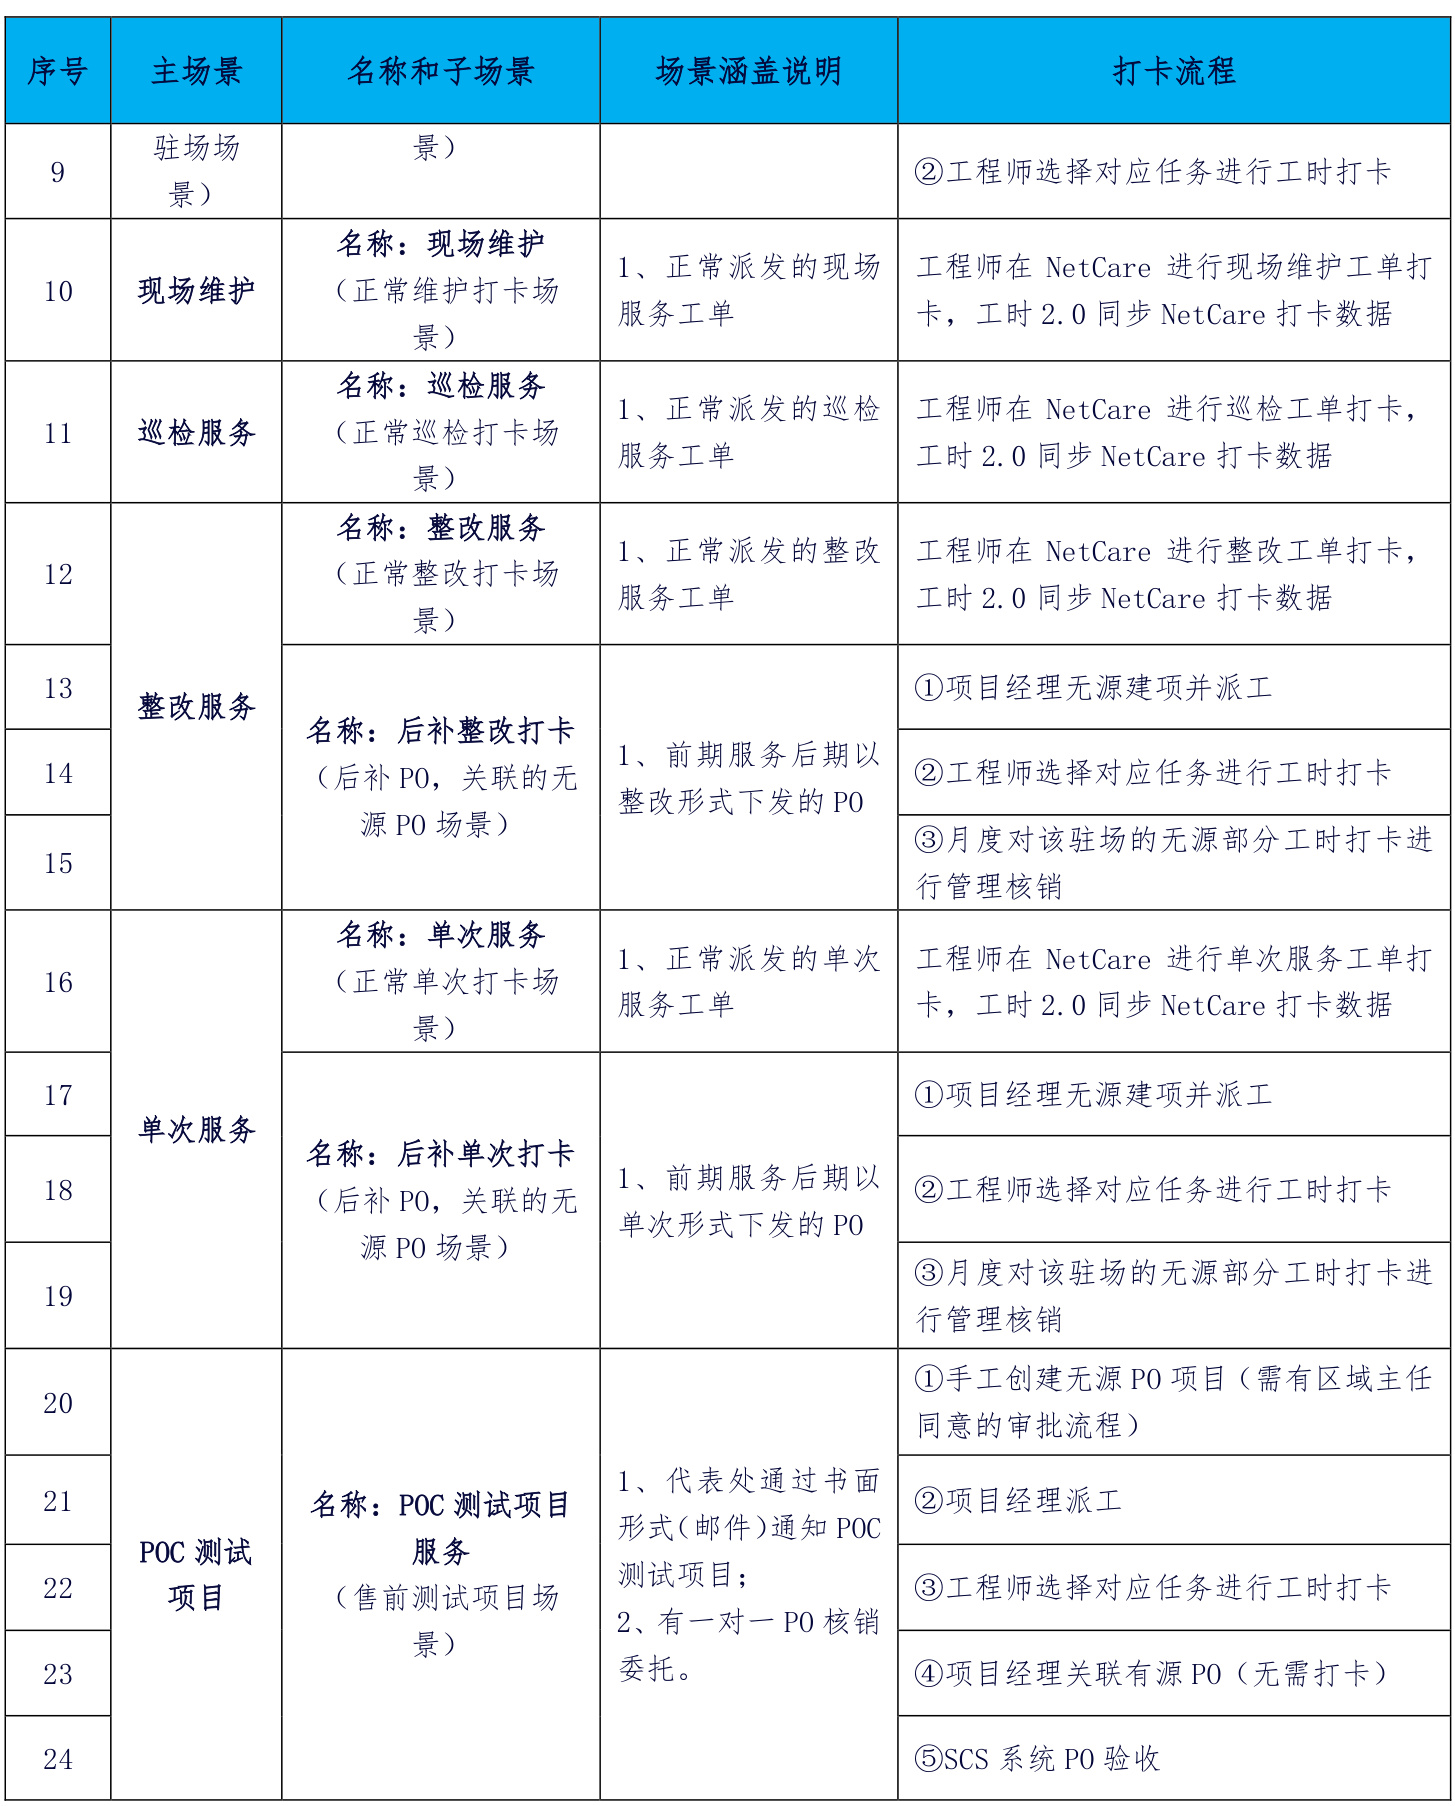 序号 主场景 名称和子场景 场景涵盖说明 打卡流程
9
驻场场
景）
景）
②工程师选择对应任务进行工时打卡
10
现场维护
名称：现场维护
（正常维护打卡场
景）
1、正常派发的现场
服务工单
工程师在 NetCare 进行现场维护工单打
卡，工时 2.0 同步 NetCare 打卡数据
11
巡检服务
名称：巡检服务
（正常巡检打卡场
景）
1、正常派发的巡检
服务工单
工程师在 NetCare 进行巡检工单打卡，
工时 2.0 同步 NetCare 打卡数据
12
整改服务
名称：整改服务
（正常整改打卡场
景）
1、正常派发的整改
服务工单
工程师在 NetCare 进行整改工单打卡，
工时 2.0 同步 NetCare 打卡数据
13
名称：后补整改打卡
（后补 PO，关联的无
源 PO 场景）
1、前期服务后期以
整改形式下发的 PO
①项目经理无源建项并派工
14
②工程师选择对应任务进行工时打卡
15
③月度对该驻场的无源部分工时打卡进
行管理核销
16
单次服务
名称：单次服务
（正常单次打卡场
景）
1、正常派发的单次
服务工单
工程师在 NetCare 进行单次服务工单打
卡，工时 2.0 同步 NetCare 打卡数据
17
名称：后补单次打卡
（后补 PO，关联的无
源 PO 场景）
1、前期服务后期以
单次形式下发的 PO
①项目经理无源建项并派工
18
②工程师选择对应任务进行工时打卡
19
③月度对该驻场的无源部分工时打卡进
行管理核销
20
POC 测试
项目
名称：POC 测试项目
服务
（售前测试项目场
景）
1、代表处通过书面
形式（邮件）通知 POC
测试项目；
2、有一对一 PO 核销
委托。
①手工创建无源 PO 项目（需有区域主任
同意的审批流程）
21
②项目经理派工
22
③工程师选择对应任务进行工时打卡
23
④项目经理关联有源 PO（无需打卡）
24
⑤SCS 系统 PO 验收